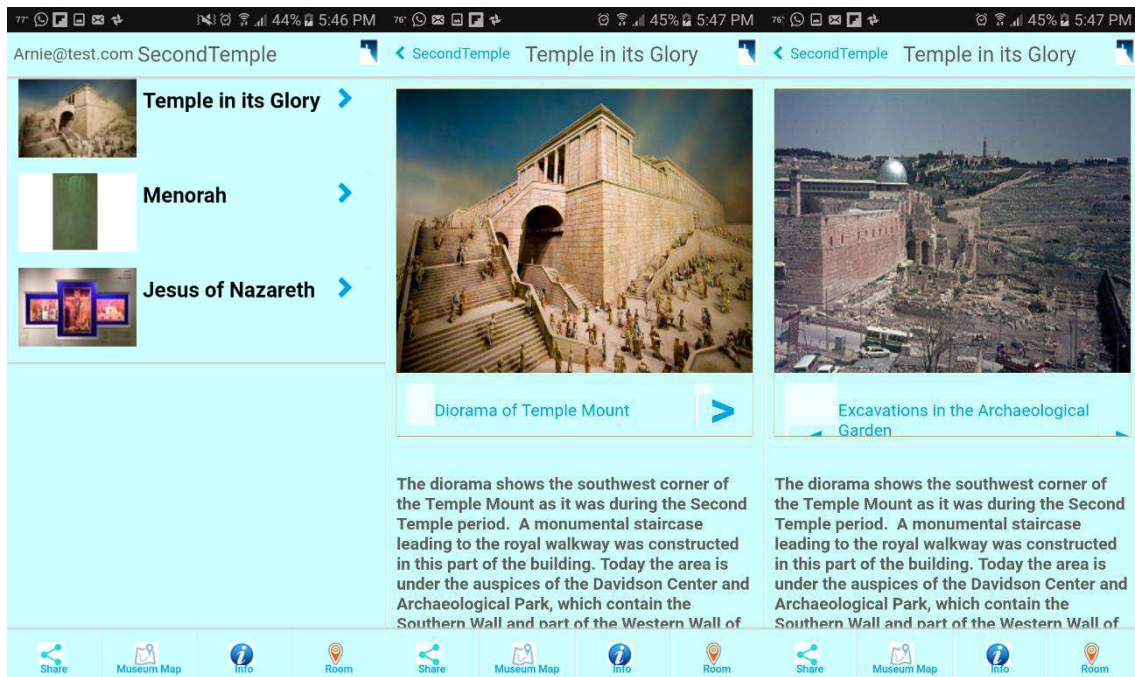 77° 44% 5:46 PM
Arnie@test.com SecondTemple
Temple in its Glory
Menorah
Jesus of Nazareth
Share Museum Map Info Room
76° 45% 5:47 PM
SecondTemple Temple in its Glory
Diorama of Temple Mount >
The diorama shows the southwest corner of
the Temple Mount as it was during the Second
Temple period. A monumental staircase
leading to the royal walkway was constructed
in this part of the building. Today the area is
under the auspices of the Davidson Center and
Archaeological Park, which contain the
Southern Wall and part of the Western Wall of
Share Museum Map Info Room
76° 45% 5:47 PM
SecondTemple Temple in its Glory
Excavations in the Archaeological
Garden
The diorama shows the southwest corner of
the Temple Mount as it was during the Second
Temple period. A monumental staircase
leading to the royal walkway was constructed
in this part of the building. Today the area is
under the auspices of the Davidson Center and
Archaeological Park, which contain the
Southern Wall and part of the Western Wall of
Share Museum Map Info Room